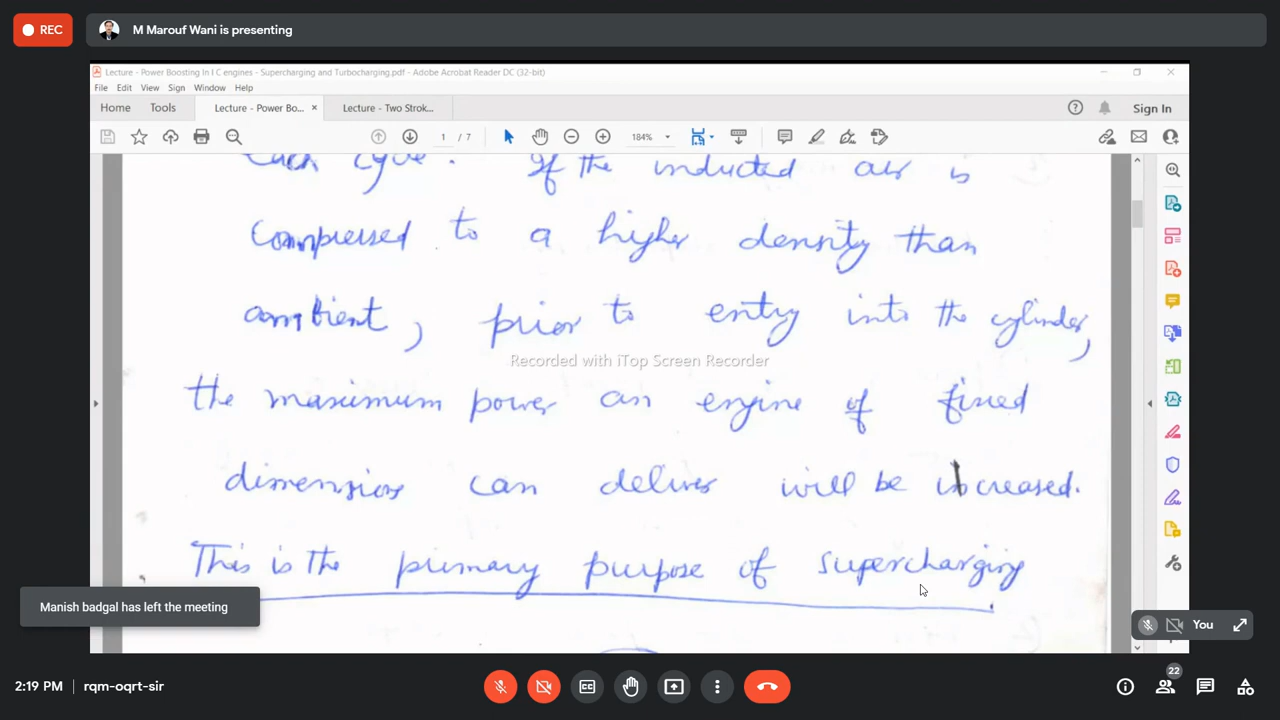 REC
M Marouf Wani is presenting
Lecture - Power Boosting In I C engines - Supercharging and Turbocharging.pdf - Adobe Acrobat Reader DC (32-bit)
File Edit View Sign Window Help
Home Tools Lecture - Power Bo... × Lecture - Two Strok... Sign In
1 / 7 184%
Each cycle. If the inducted air is
compressed to a higher density than
ambient, prior to entry into the cylinder,
Recorded with iTop Screen Recorder
the maximum power an engine of fixed
dimensions can deliver will be increased.
This is the primary purpose of supercharging
Manish badgal has left the meeting
You
2:19 PM | rqm-oqrt-sir
22